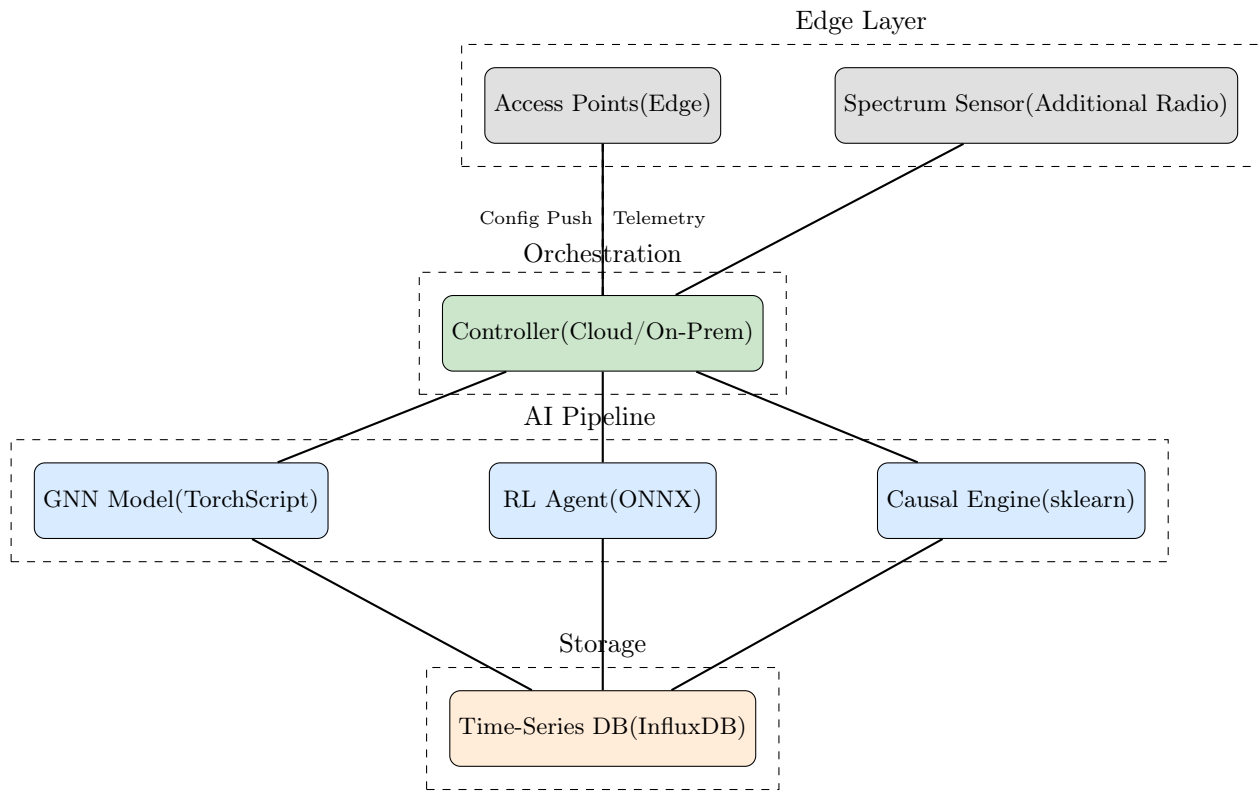 Edge Layer
Access Points(Edge)
Spectrum Sensor(Additional Radio)
Config Push
Telemetry
Orchestration
Controller(Cloud/On-Prem)
AI Pipeline
GNN Model(TorchScript)
RL Agent(ONNX)
Causal Engine(sklearn)
Storage
Time-Series DB(InfluxDB)